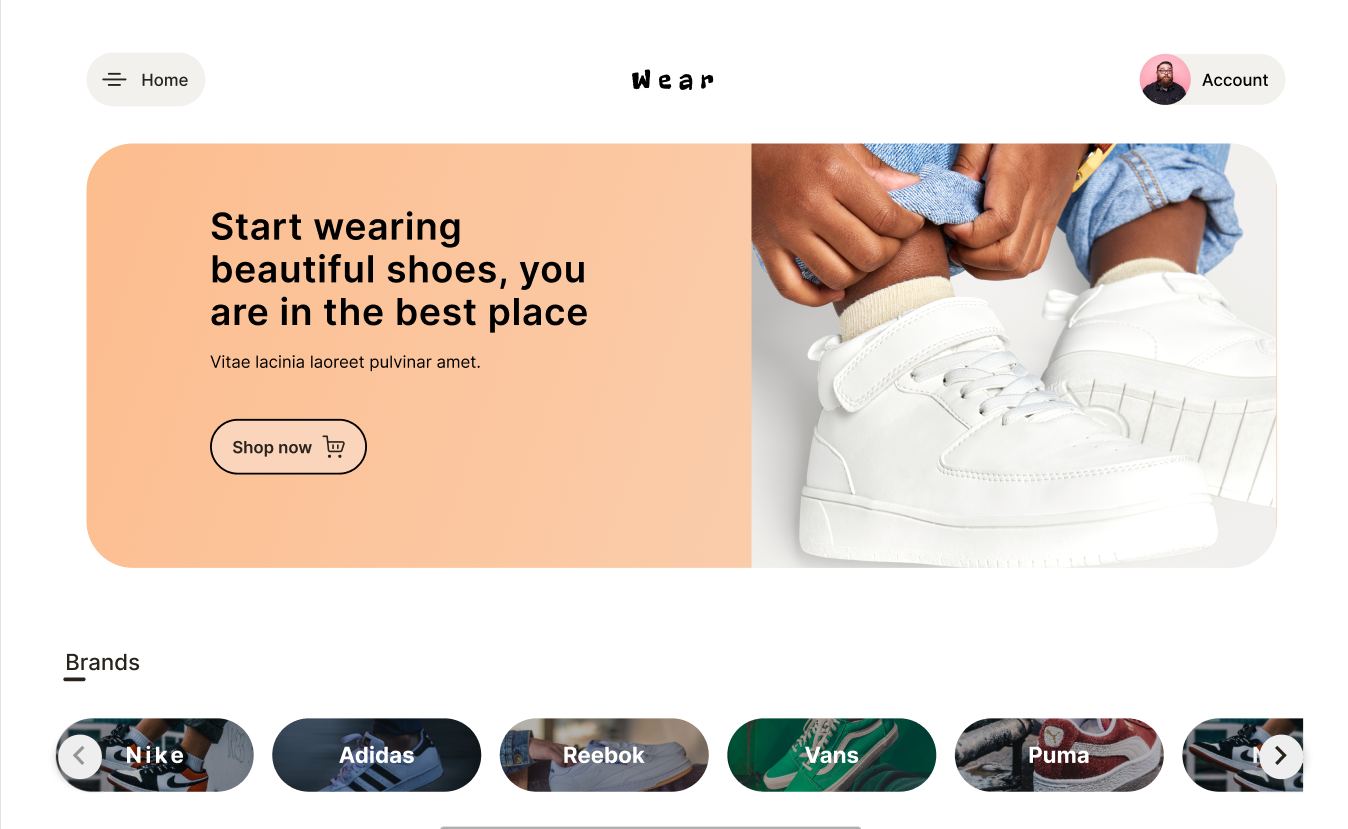 Home
Wear
Account
Start wearing
beautiful shoes, you
are in the best place
Vitae lacinia laoreet pulvinar amet.
Shop now
Brands
Nike
Adidas
Reebok
Vans
Puma